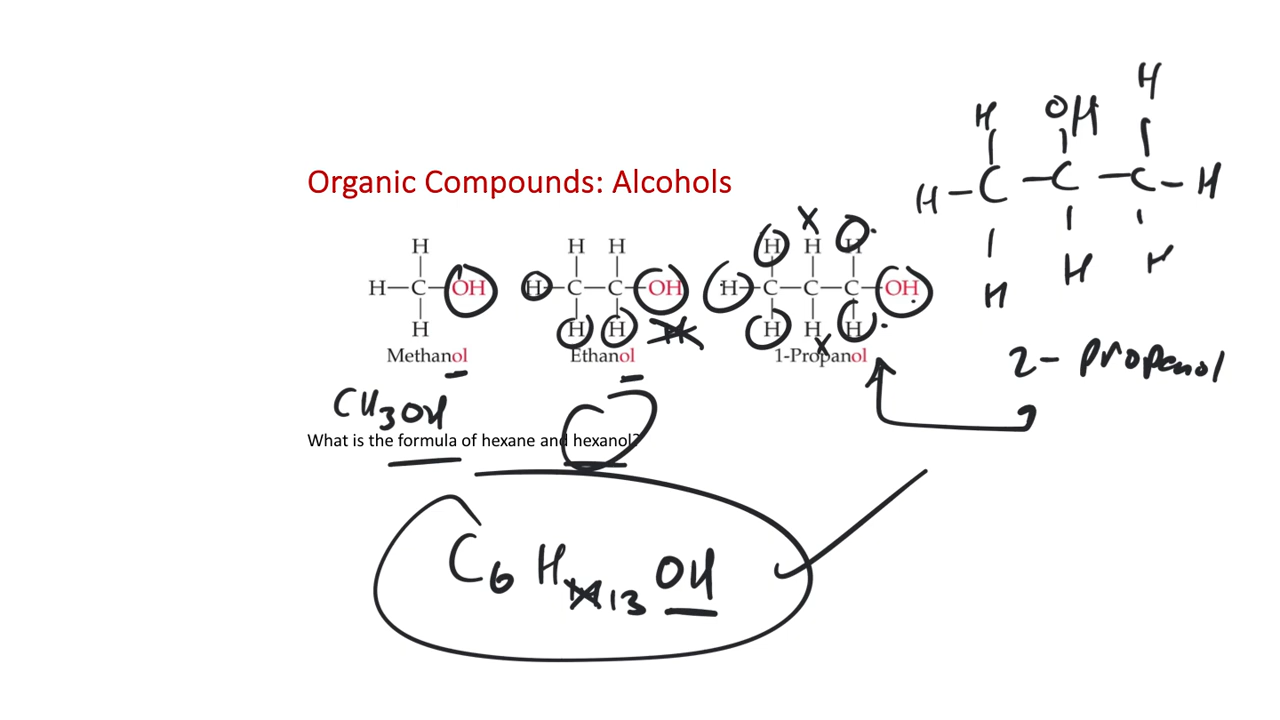 Organic Compounds: Alcohols
H
H–C–OH
H
Methanol
CH3OH
H H
H–C–C–OH
H H
Ethanol
X
H H H
H–C–C–C–OH
H H H
X
1-Propanol
H OH H
H–C–C–C–H
H H H
2- Propanol
What is the formula of hexane and hexanol?
C6H13OH